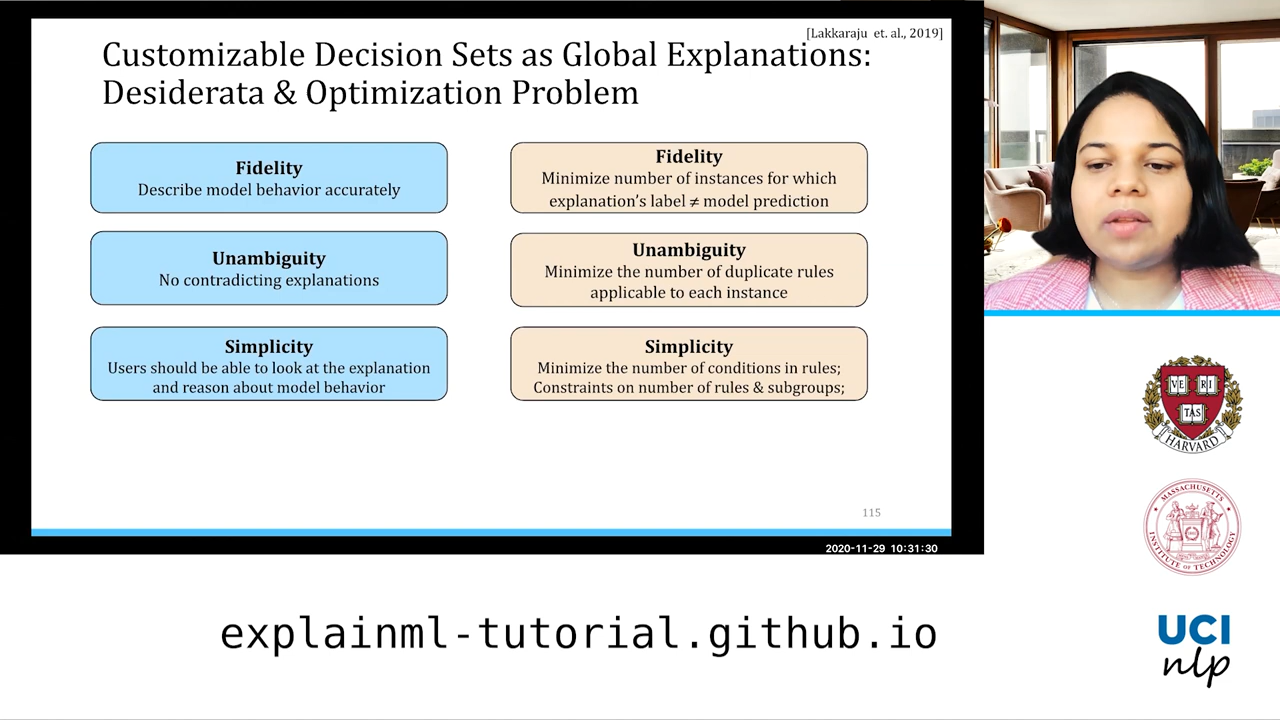 [Lakkaraju et. al., 2019]
Customizable Decision Sets as Global Explanations:
Desiderata & Optimization Problem
Fidelity
Describe model behavior accurately
Fidelity
Minimize number of instances for which
explanation's label ≠ model prediction
Unambiguity
No contradicting explanations
Unambiguity
Minimize the number of duplicate rules
applicable to each instance
Simplicity
Users should be able to look at the explanation
and reason about model behavior
Simplicity
Minimize the number of conditions in rules;
Constraints on number of rules & subgroups;
115
2020-11-29 10:31:30
VE RI
TAS
HARVARD
MASSACHUSETTS
INSTITUTE OF TECHNOLOGY
UCI
nlp
explainml-tutorial.github.io